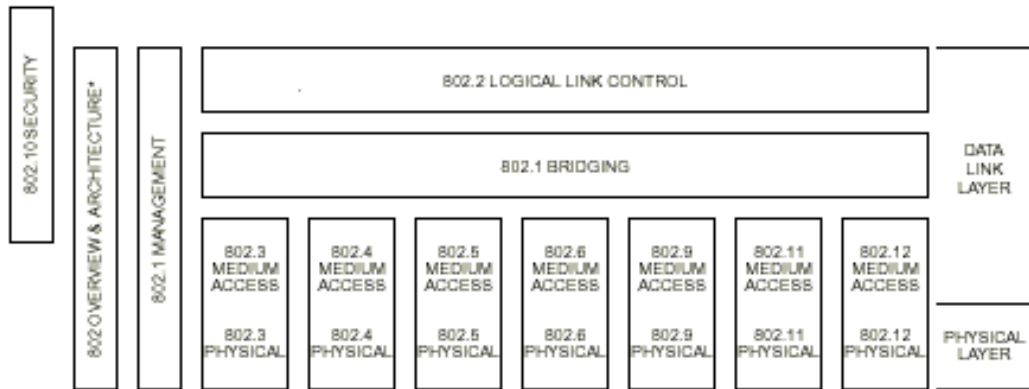 802.10 SECURITY
802 OVERVIEW & ARCHITECTURE*
802.1 MANAGEMENT
802.2 LOGICAL LINK CONTROL
802.1 BRIDGING
802.3
MEDIUM
ACCESS
802.3
PHYSICAL
802.4
MEDIUM
ACCESS
802.4
PHYSICAL
802.5
MEDIUM
ACCESS
802.5
PHYSICAL
802.6
MEDIUM
ACCESS
802.6
PHYSICAL
802.9
MEDIUM
ACCESS
802.9
PHYSICAL
802.11
MEDIUM
ACCESS
802.11
PHYSICAL
802.12
MEDIUM
ACCESS
802.12
PHYSICAL
DATA
LINK
LAYER
PHYSICAL
LAYER